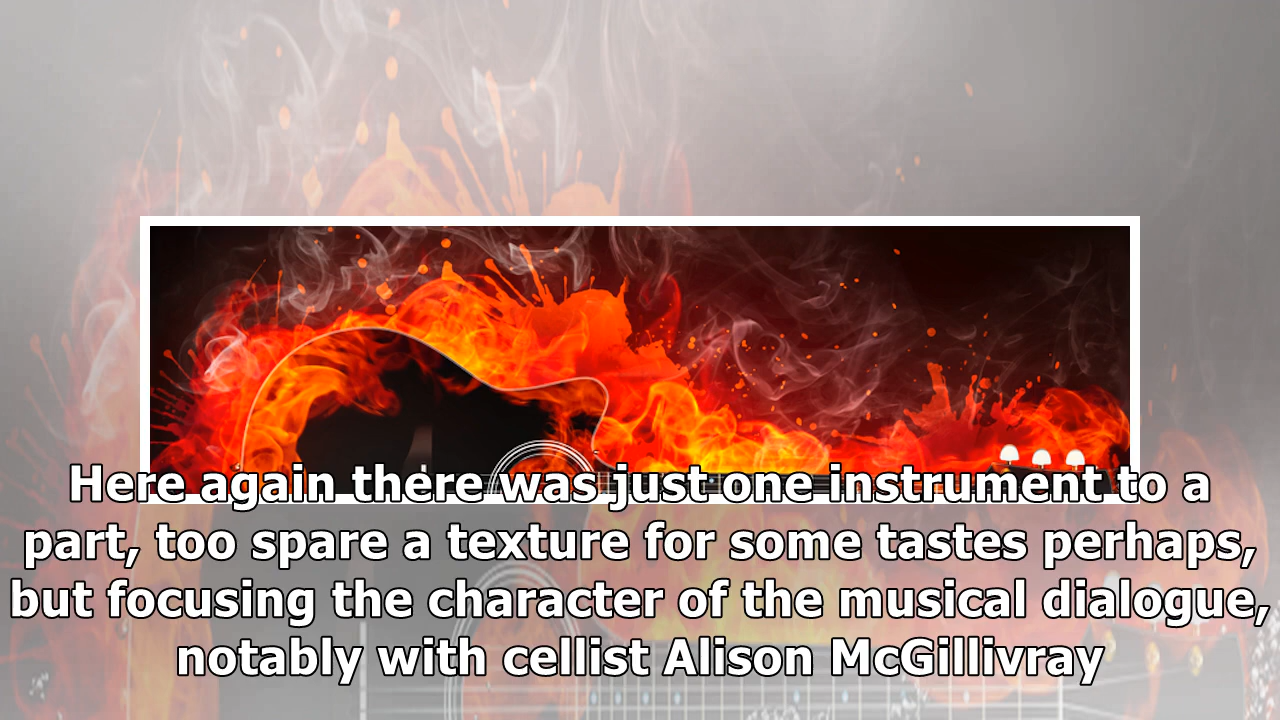 Here again there was just one instrument to a
part, too spare a texture for some tastes perhaps,
but focusing the character of the musical dialogue,
notably with cellist Alison McGillivray